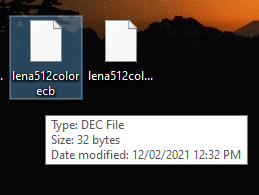 lena512color
ecb
lena512col...
Type: DEC File
Size: 32 bytes
Date modified: 12/02/2021 12:32 PM